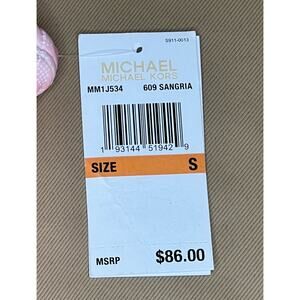 S911-0013
MICHAEL
MICHAEL KORS
MM1J534 609 SANGRIA
1 93144 51942 9
SIZE S
MSRP $86.00